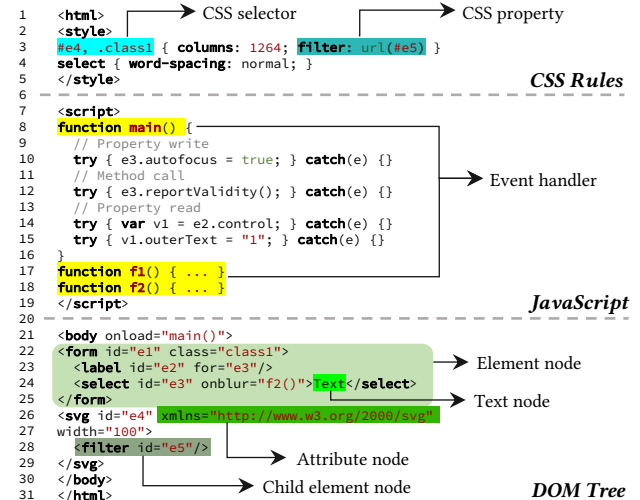 1 <html>
CSS selector
CSS property
2 <style>
3 #e4, .class1 { columns: 1264; filter: url(#e5) }
4 select { word-spacing: normal; }
5 </style>
CSS Rules
6
7 <script>
8 function main() {
9 // Property write
10 try { e3.autofocus = true; } catch(e) {}
11 // Method call
12 try { e3.reportValidity(); } catch(e) {}
Event handler
13 // Property read
14 try { var v1 = e2.control; } catch(e) {}
15 try { v1.outerText = "1"; } catch(e) {}
16 }
17 function f1() { ... }
18 function f2() { ... }
19 </script>
JavaScript
20
21 <body onload="main()">
22 <form id="e1" class="class1">
23 <label id="e2" for="e3"/>
Element node
24 <select id="e3" onblur="f2()">Text</select>
25 </form>
Text node
26 <svg id="e4" xmlns="http://www.w3.org/2000/svg"
27 width="100">
28 <filter id="e5"/>
29 </svg>
Attribute node
30 </body>
Child element node
31 </html>
DOM Tree